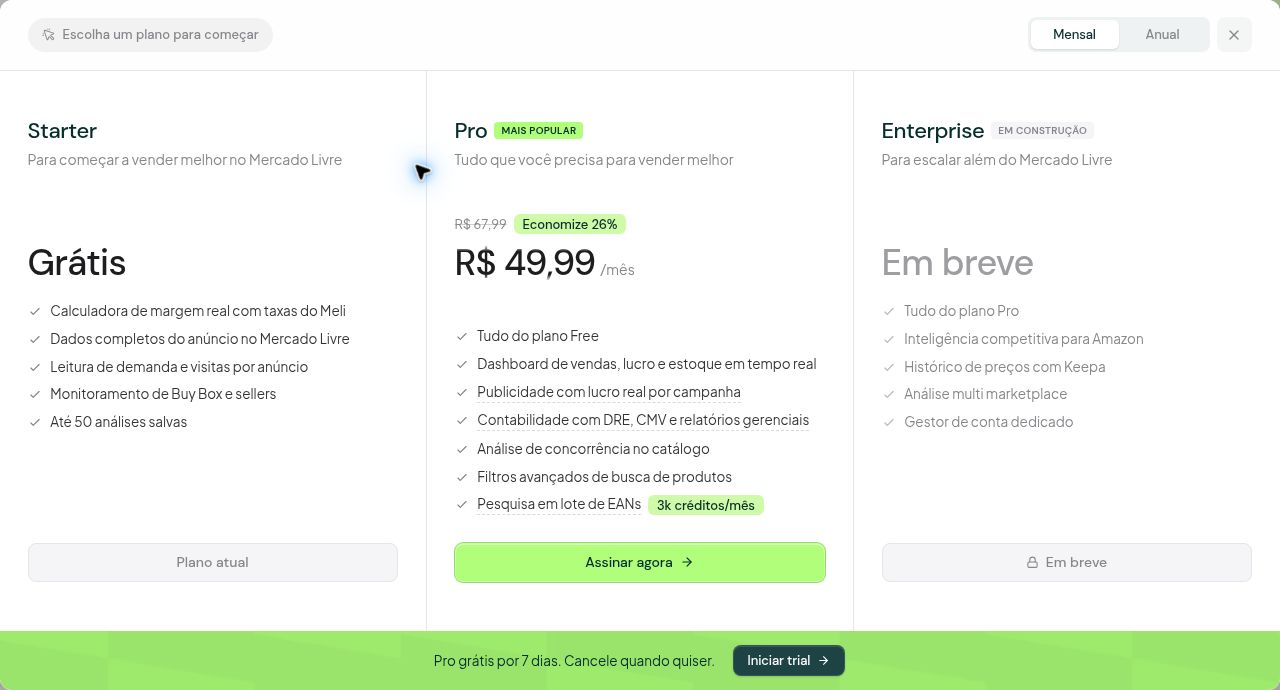 Escolha um plano para começar
Mensal
Anual
Starter
Para começar a vender melhor no Mercado Livre
Grátis
Calculadora de margem real com taxas do Meli
Dados completos do anúncio no Mercado Livre
Leitura de demanda e visitas por anúncio
Monitoramento de Buy Box e sellers
Até 50 análises salvas
Plano atual
Pro MAIS POPULAR
Tudo que você precisa para vender melhor
R$ 67,99 Economize 26%
R$ 49,99 /mês
Tudo do plano Free
Dashboard de vendas, lucro e estoque em tempo real
Publicidade com lucro real por campanha
Contabilidade com DRE, CMV e relatórios gerenciais
Análise de concorrência no catálogo
Filtros avançados de busca de produtos
Pesquisa em lote de EANs 3k créditos/mês
Assinar agora
Enterprise EM CONSTRUÇÃO
Para escalar além do Mercado Livre
Em breve
Tudo do plano Pro
Inteligência competitiva para Amazon
Histórico de preços com Keepa
Análise multi marketplace
Gestor de conta dedicado
Em breve
Pro grátis por 7 dias. Cancele quando quiser.
Iniciar trial